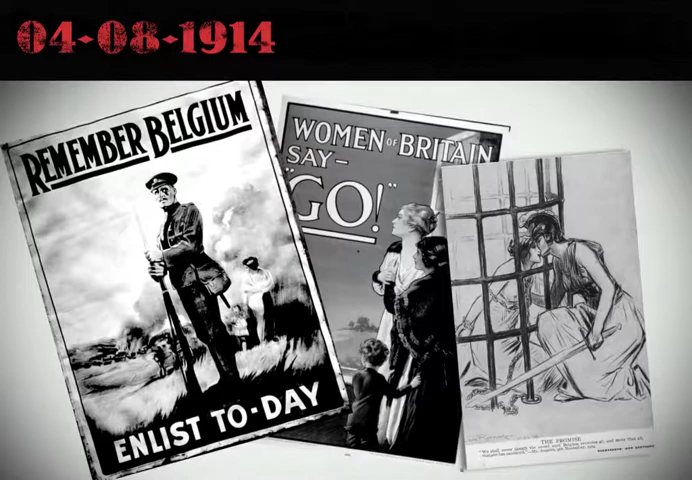 04-08-1914
REMEMBER BELGIUM
ENLIST TO-DAY
WOMEN OF BRITAIN
SAY-
"GO!"
THE PROMISE